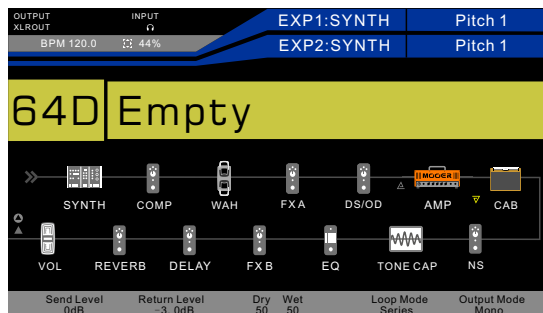 OUTPUT INPUT EXP1:SYNTH Pitch 1
XLROUT
BPM 120.0 44% EXP2:SYNTH Pitch 1
64D Empty
MOOER
SYNTH COMP WAH FX A DS/OD AMP CAB
VOL REVERB DELAY FX B EQ TONE CAP NS
Send Level Return Level Dry Wet Loop Mode Output Mode
0dB -3. 0dB 50 50 Series Mono